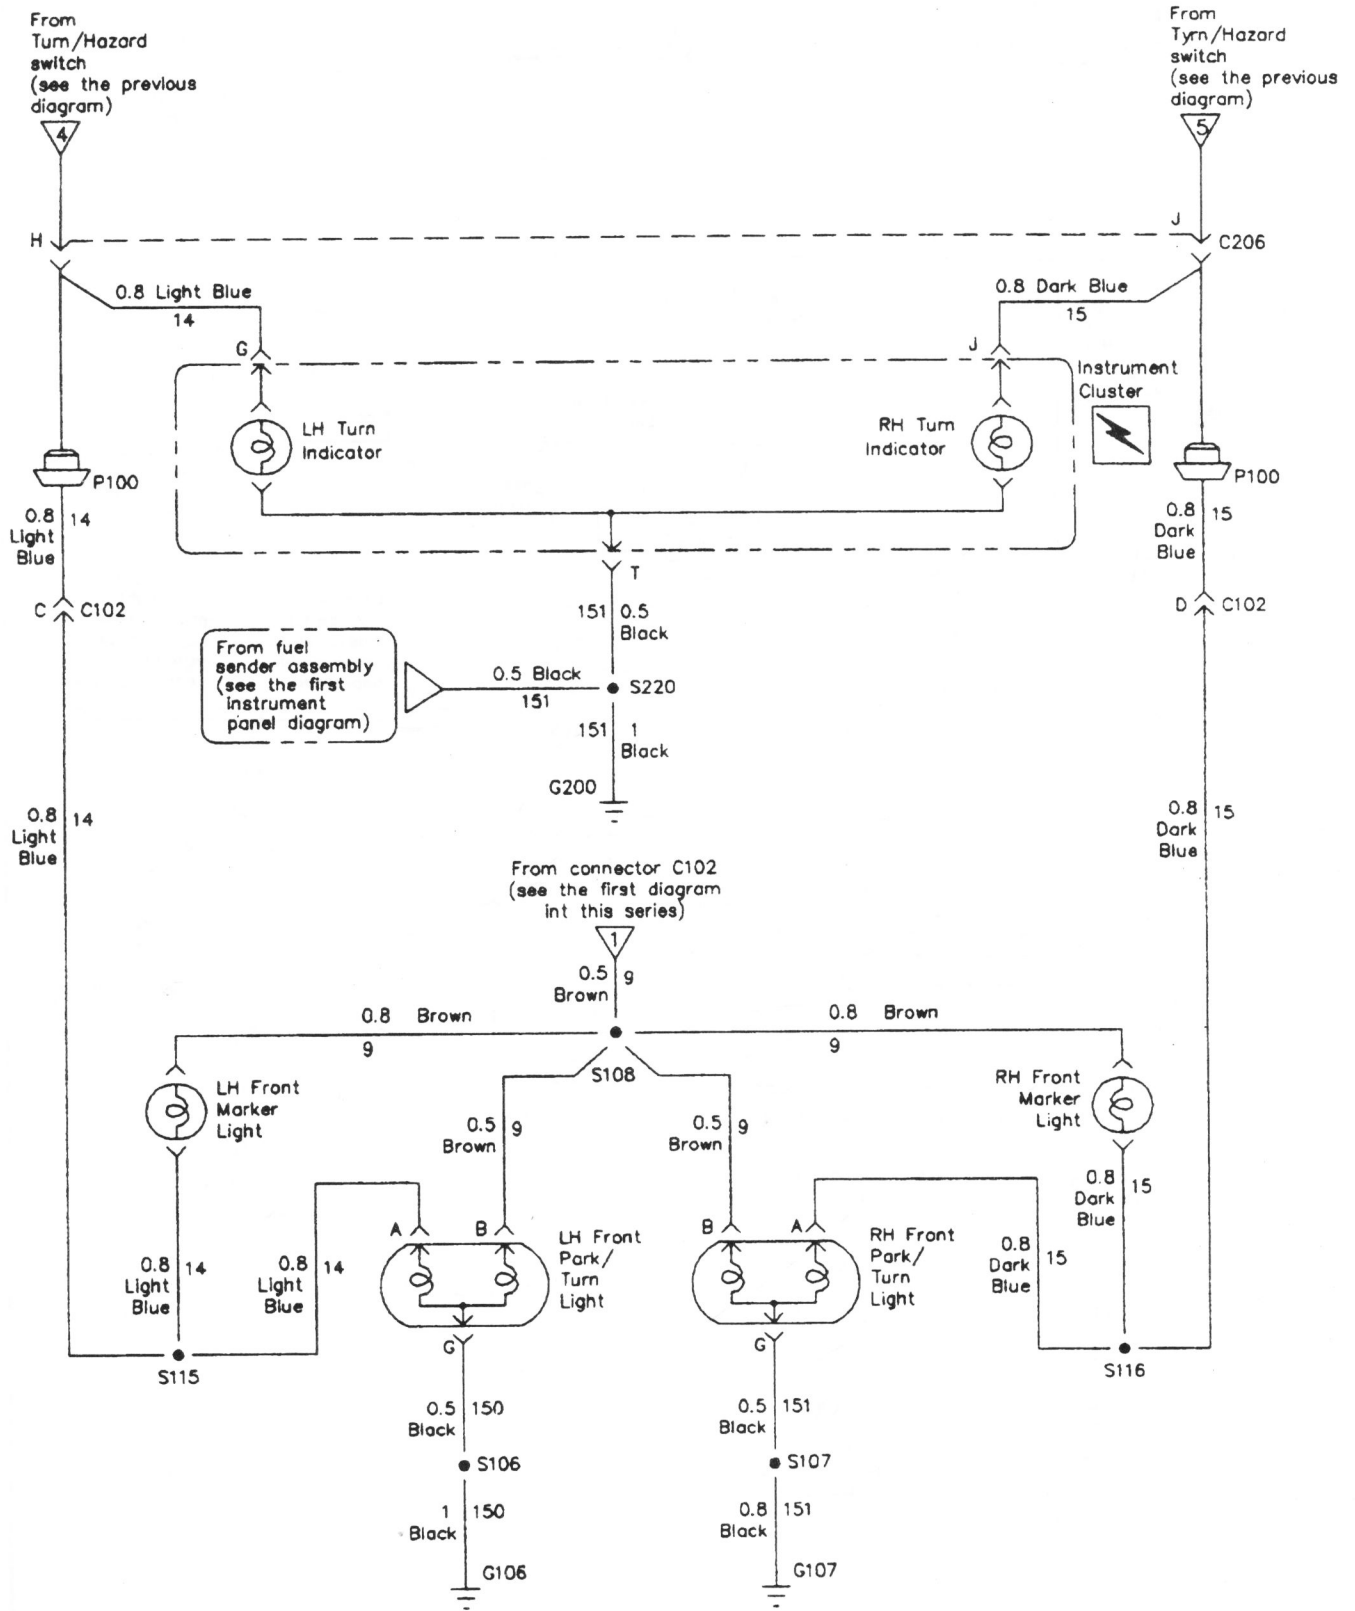 From
Turn/Hazard
switch
(see the previous
diagram)
4
From
Tyrn/Hazard
switch
(see the previous
diagram)
5
H
J
C206
0.8 Light Blue
14
0.8 Dark Blue
15
G
J
Instrument
Cluster
LH Turn
Indicator
RH Turn
Indicator
P100
P100
0.8
Light
Blue
14
0.8
Dark
Blue
15
T
C
C102
D
C102
151
0.5
Black
From fuel
sender assembly
(see the first
instrument
panel diagram)
0.5 Black
151
S220
151
1
Black
G200
0.8
Light
Blue
14
0.8
Dark
Blue
15
From connector C102
(see the first diagram
int this series)
1
0.5
Brown
9
0.8 Brown
9
0.8 Brown
9
S108
LH Front
Marker
Light
RH Front
Marker
Light
0.5
Brown
9
0.5
Brown
9
0.8
Dark
Blue
15
A
B
LH Front
Park/
Turn
Light
B
A
RH Front
Park/
Turn
Light
0.8
Light
Blue
14
0.8
Light
Blue
14
0.8
Dark
Blue
15
G
G
S115
S116
0.5
Black
150
0.5
Black
151
S106
S107
1
Black
150
0.8
Black
151
G106
G107